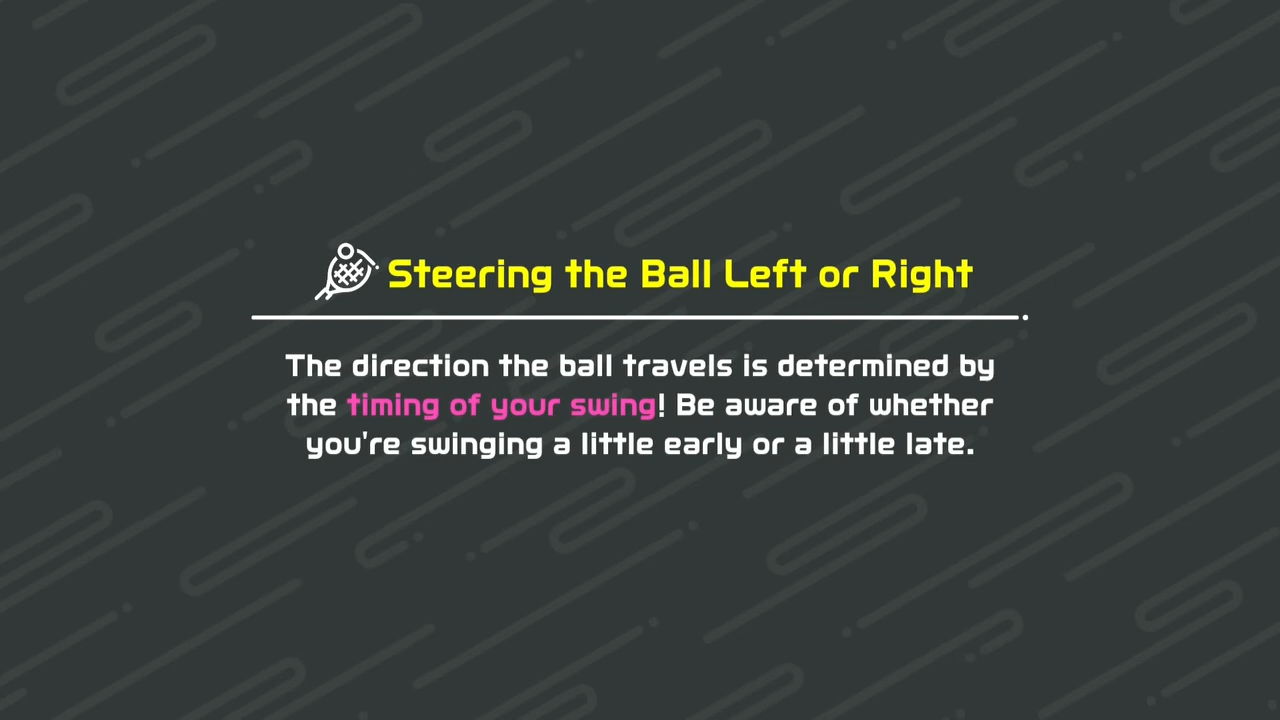 Steering the Ball Left or Right
The direction the ball travels is determined by
the timing of your swing! Be aware of whether
you're swinging a little early or a little late.